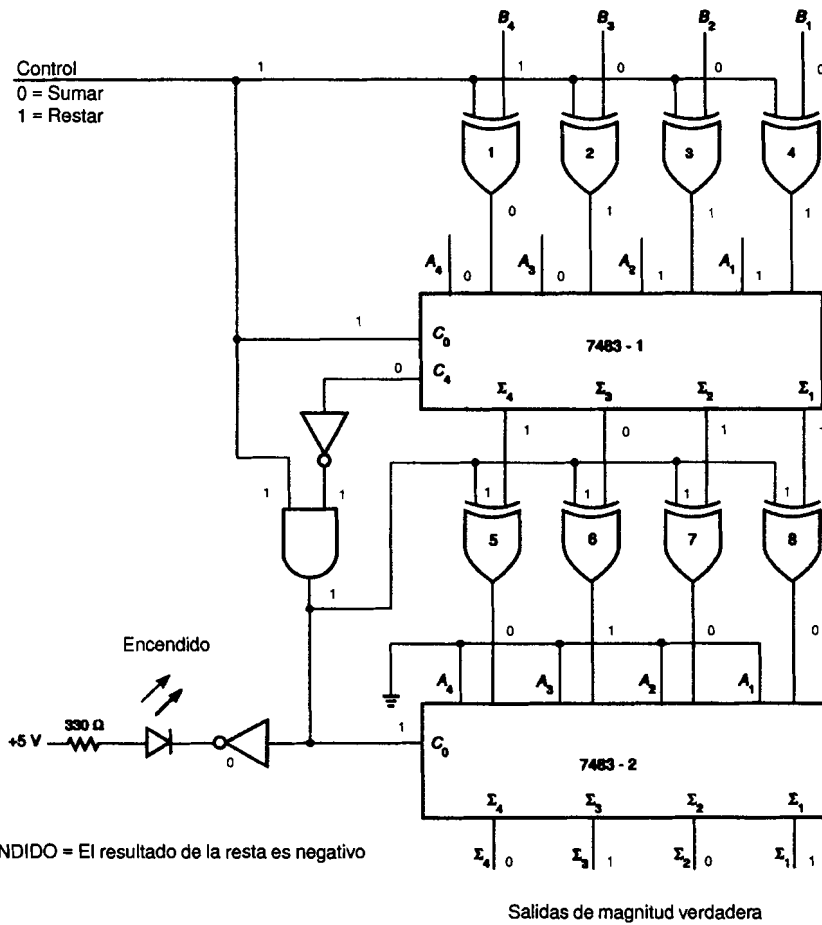 B₄ B₃ B₂ B₁
Control 1 1 0 0 0
0 = Sumar
1 = Restar
1 2 3 4
0 1 1 1
A₄ 0 A₃ 0 A₂ 1 A₁ 1
1 C₀ 7483 - 1
0 C₄
Σ₄ Σ₃ Σ₂ Σ₁
1 0 1 1
1 1 1 1 1 1
5 6 7 8
1
0 1 0 0
Encendido
A₄ A₃ A₂ A₁
+5 V 330 Ω 0 1 C₀ 7483 - 2
Σ₄ Σ₃ Σ₂ Σ₁
NDIDO = El resultado de la resta es negativo
Σ₄ 0 Σ₃ 1 Σ₂ 0 Σ₁ 1
Salidas de magnitud verdadera